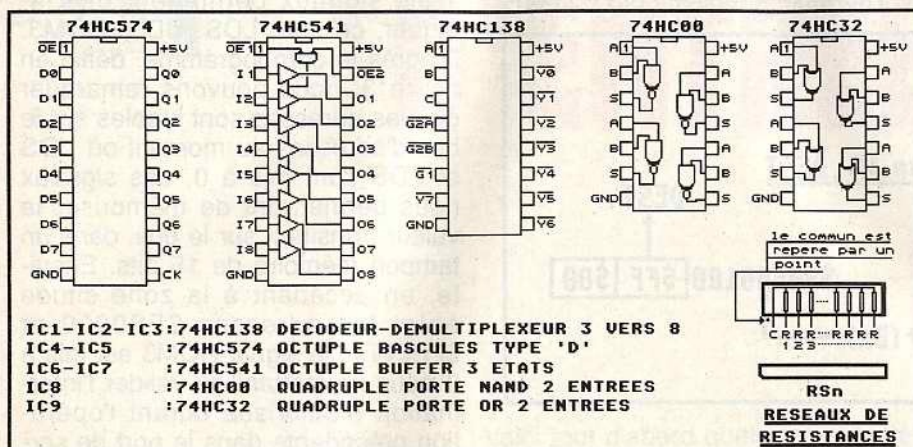 74HC574 74HC541 74HC138 74HC00 74HC32
OE 1 +5V OE1 +5V A 1 +5V A 1 +5V A 1 +5V
D0 Q0 I1 OE2 B Y0 B A B A
D1 Q1 I2 O1 C Y1 S B S B
D2 Q2 I3 O2 G2A Y2 A S A S
D3 Q3 I4 O3 G2B Y3 B A B A
D4 Q4 I5 O4 G1 Y4 S B S B
D5 Q5 I6 O5 Y7 Y5 GND S GND S
D6 Q6 I7 O6 GND Y6
D7 Q7 I8 O7
GND CK GND O8
le commun est
repere par un
point
CRRR RRRR
123
RSn
RESEAUX DE
RESISTANCES
IC1-IC2-IC3:74HC138 DECODEUR-DEMULTIPLEXEUR 3 VERS 8
IC4-IC5 :74HC574 OCTUPLE BASCULES TYPE 'D'
IC6-IC7 :74HC541 OCTUPLE BUFFER 3 ETATS
IC8 :74HC00 QUADRUPLE PORTE NAND 2 ENTREES
IC9 :74HC32 QUADRUPLE PORTE OR 2 ENTREES